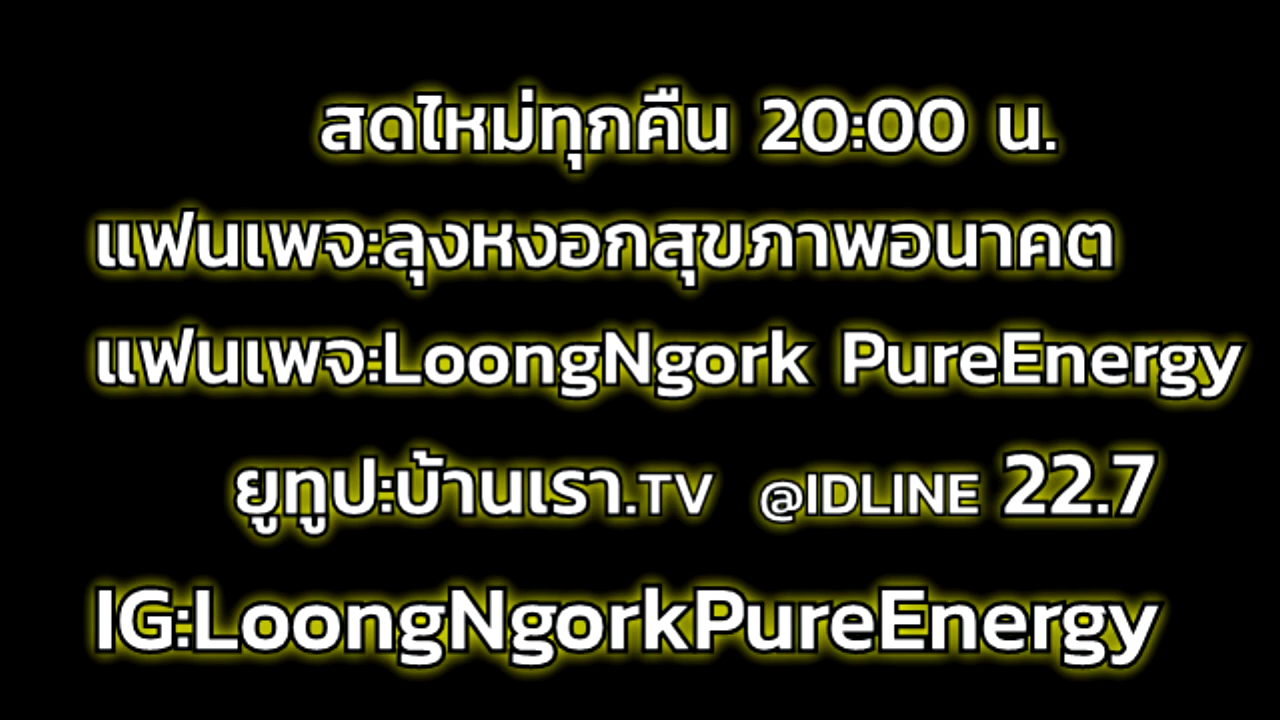 สดไหม่ทุกคืน 20:00 น.
แฟนเพจ:ลุงหงอกสุขภาพอนาคต
แฟนเพจ:LoongNgork PureEnergy
ยูทูป:บ้านเรา.TV @IDLINE 22.7
IG:LoongNgorkPureEnergy